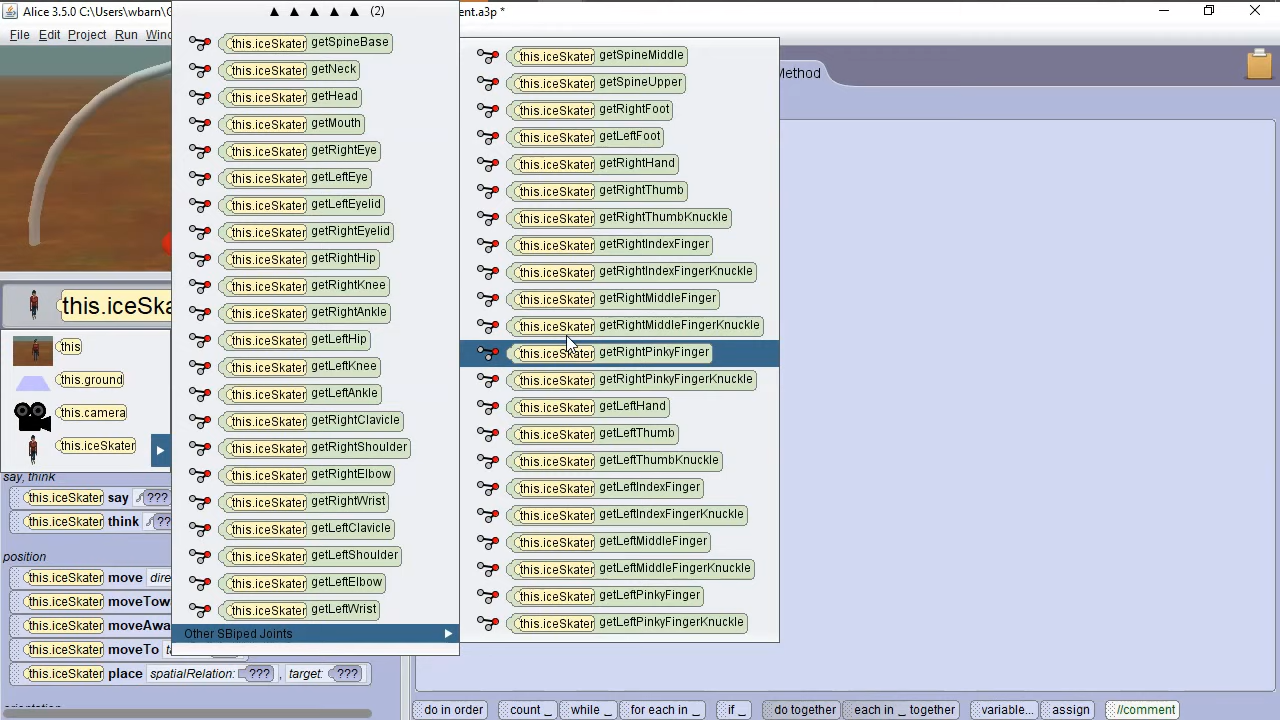 Alice 3.5.0 C:\Users\wbarn\ ent.a3p *
File Edit Project Run
▲ ▲ ▲ ▲ ▲ (2)
Method
this.iceSkater getSpineBase
this.iceSkater getNeck
this.iceSkater getHead
this.iceSkater getMouth
this.iceSkater getRightEye
this.iceSkater getLeftEye
this.iceSkater getLeftEyelid
this.iceSkater getRightEyelid
this.iceSkater getRightHip
this.iceSkater getRightKnee
this.iceSkater getRightAnkle
this.iceSkater getLeftHip
this.iceSkater getLeftKnee
this.iceSkater getLeftAnkle
this.iceSkater getRightClavicle
this.iceSkater getRightShoulder
this.iceSkater getRightElbow
this.iceSkater getRightWrist
this.iceSkater getLeftClavicle
this.iceSkater getLeftShoulder
this.iceSkater getLeftElbow
this.iceSkater getLeftWrist
Other SBiped Joints
this.iceSkater getSpineMiddle
this.iceSkater getSpineUpper
this.iceSkater getRightFoot
this.iceSkater getLeftFoot
this.iceSkater getRightHand
this.iceSkater getRightThumb
this.iceSkater getRightThumbKnuckle
this.iceSkater getRightIndexFinger
this.iceSkater getRightIndexFingerKnuckle
this.iceSkater getRightMiddleFinger
this.iceSkater getRightMiddleFingerKnuckle
this.iceSkater getRightPinkyFinger
this.iceSkater getRightPinkyFingerKnuckle
this.iceSkater getLeftHand
this.iceSkater getLeftThumb
this.iceSkater getLeftThumbKnuckle
this.iceSkater getLeftIndexFinger
this.iceSkater getLeftIndexFingerKnuckle
this.iceSkater getLeftMiddleFinger
this.iceSkater getLeftMiddleFingerKnuckle
this.iceSkater getLeftPinkyFinger
this.iceSkater getLeftPinkyFingerKnuckle
this.iceSka
this
this.ground
this.camera
this.iceSkater
say, think
this.iceSkater say ???
this.iceSkater think ??
position
this.iceSkater move dire
this.iceSkater moveTow
this.iceSkater moveAwa
this.iceSkater moveTo ta
this.iceSkater place spatialRelation: ??? , target: ???
do in order count _ while _ for each in _ if _ do together each in _ together variable... assign //comment